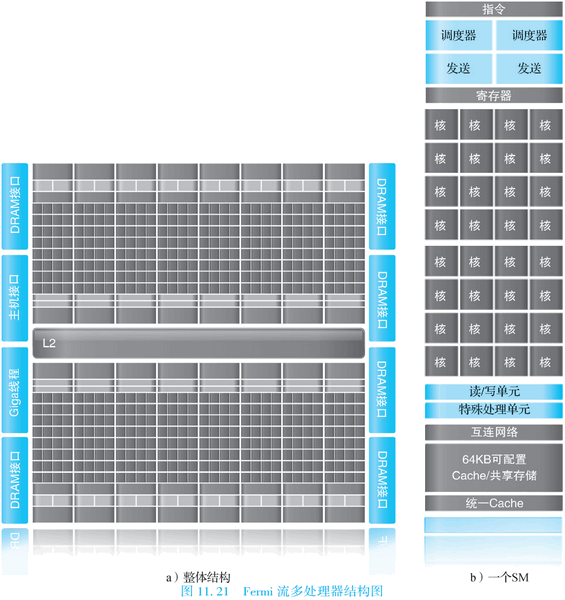 指令
调度器 调度器
发送 发送
寄存器
核 核 核 核
核 核 核 核
核 核 核 核
核 核 核 核
核 核 核 核
核 核 核 核
核 核 核 核
核 核 核 核
读/写单元
特殊处理单元
互连网络
64KB可配置
Cache/共享存储
统一Cache
DRAM接口
主机接口
Giga线程
DRAM接口
L2
DRAM接口
DRAM接口
DRAM接口
DRAM接口
a）整体结构
b）一个SM
图 11.21 Fermi 流多处理器结构图